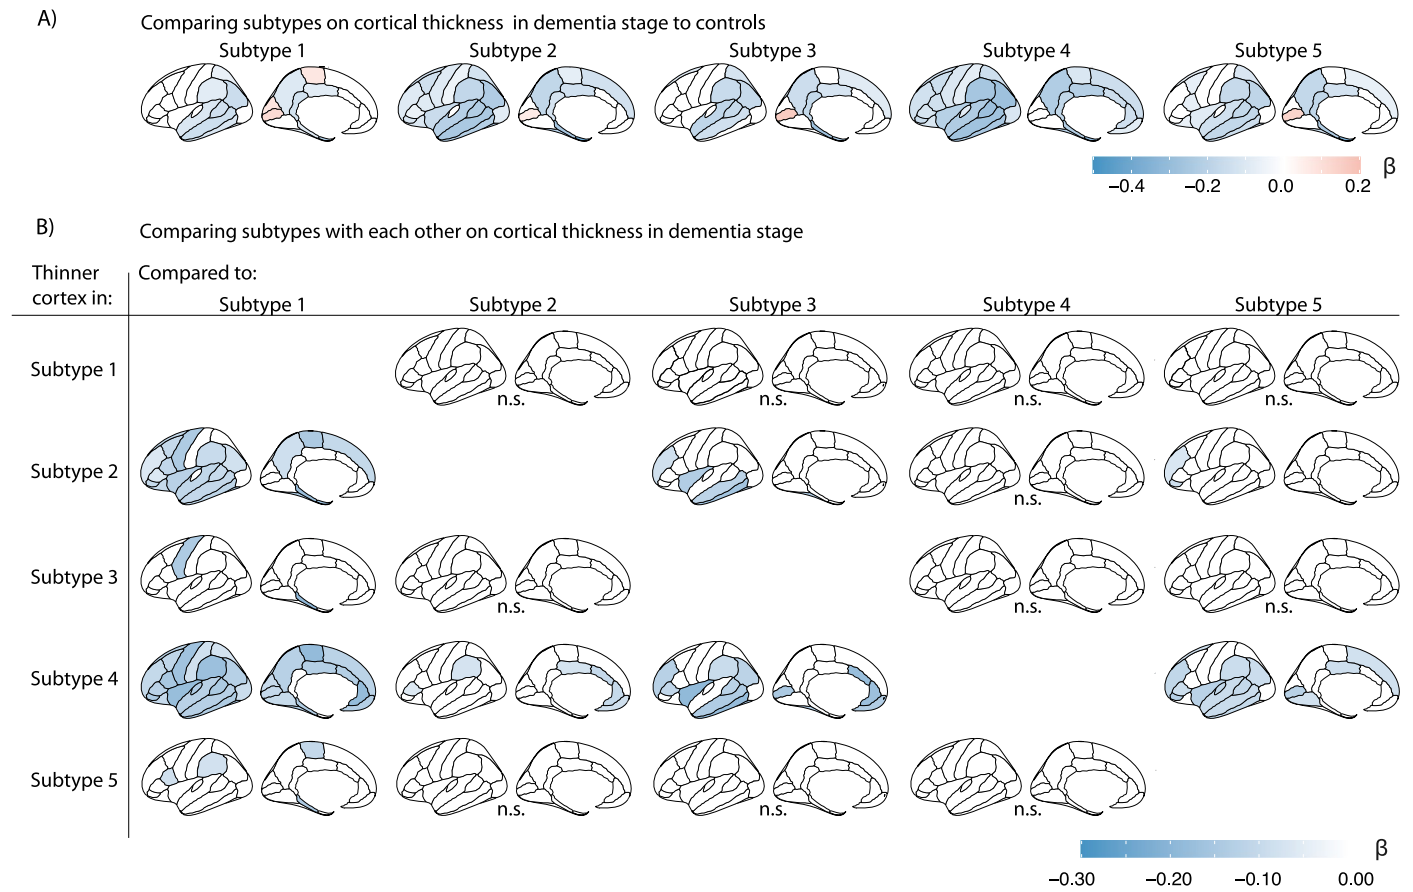 A)
Comparing subtypes on cortical thickness in dementia stage to controls
Subtype 1 Subtype 2 Subtype 3 Subtype 4 Subtype 5
β
−0.4 −0.2 0.0 0.2
B)
Comparing subtypes with each other on cortical thickness in dementia stage
Thinner
cortex in:
Compared to:
Subtype 1 Subtype 2 Subtype 3 Subtype 4 Subtype 5
Subtype 1
n.s. n.s. n.s. n.s.
Subtype 2
n.s.
Subtype 3
n.s. n.s. n.s.
Subtype 4
Subtype 5
n.s. n.s. n.s.
β
−0.30 −0.20 −0.10 0.00